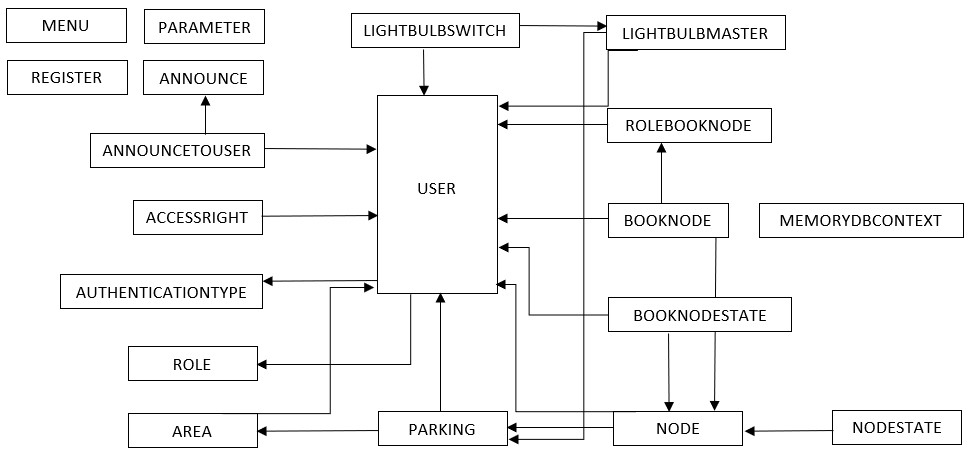 MENU
PARAMETER
LIGHTBULBSWITCH
LIGHTBULBMASTER
REGISTER
ANNOUNCE
ROLEBOOKNODE
ANNOUNCETOUSER
USER
ACCESSRIGHT
BOOKNODE
MEMORYDBCONTEXT
AUTHENTICATIONTYPE
BOOKNODESTATE
ROLE
AREA
PARKING
NODE
NODESTATE